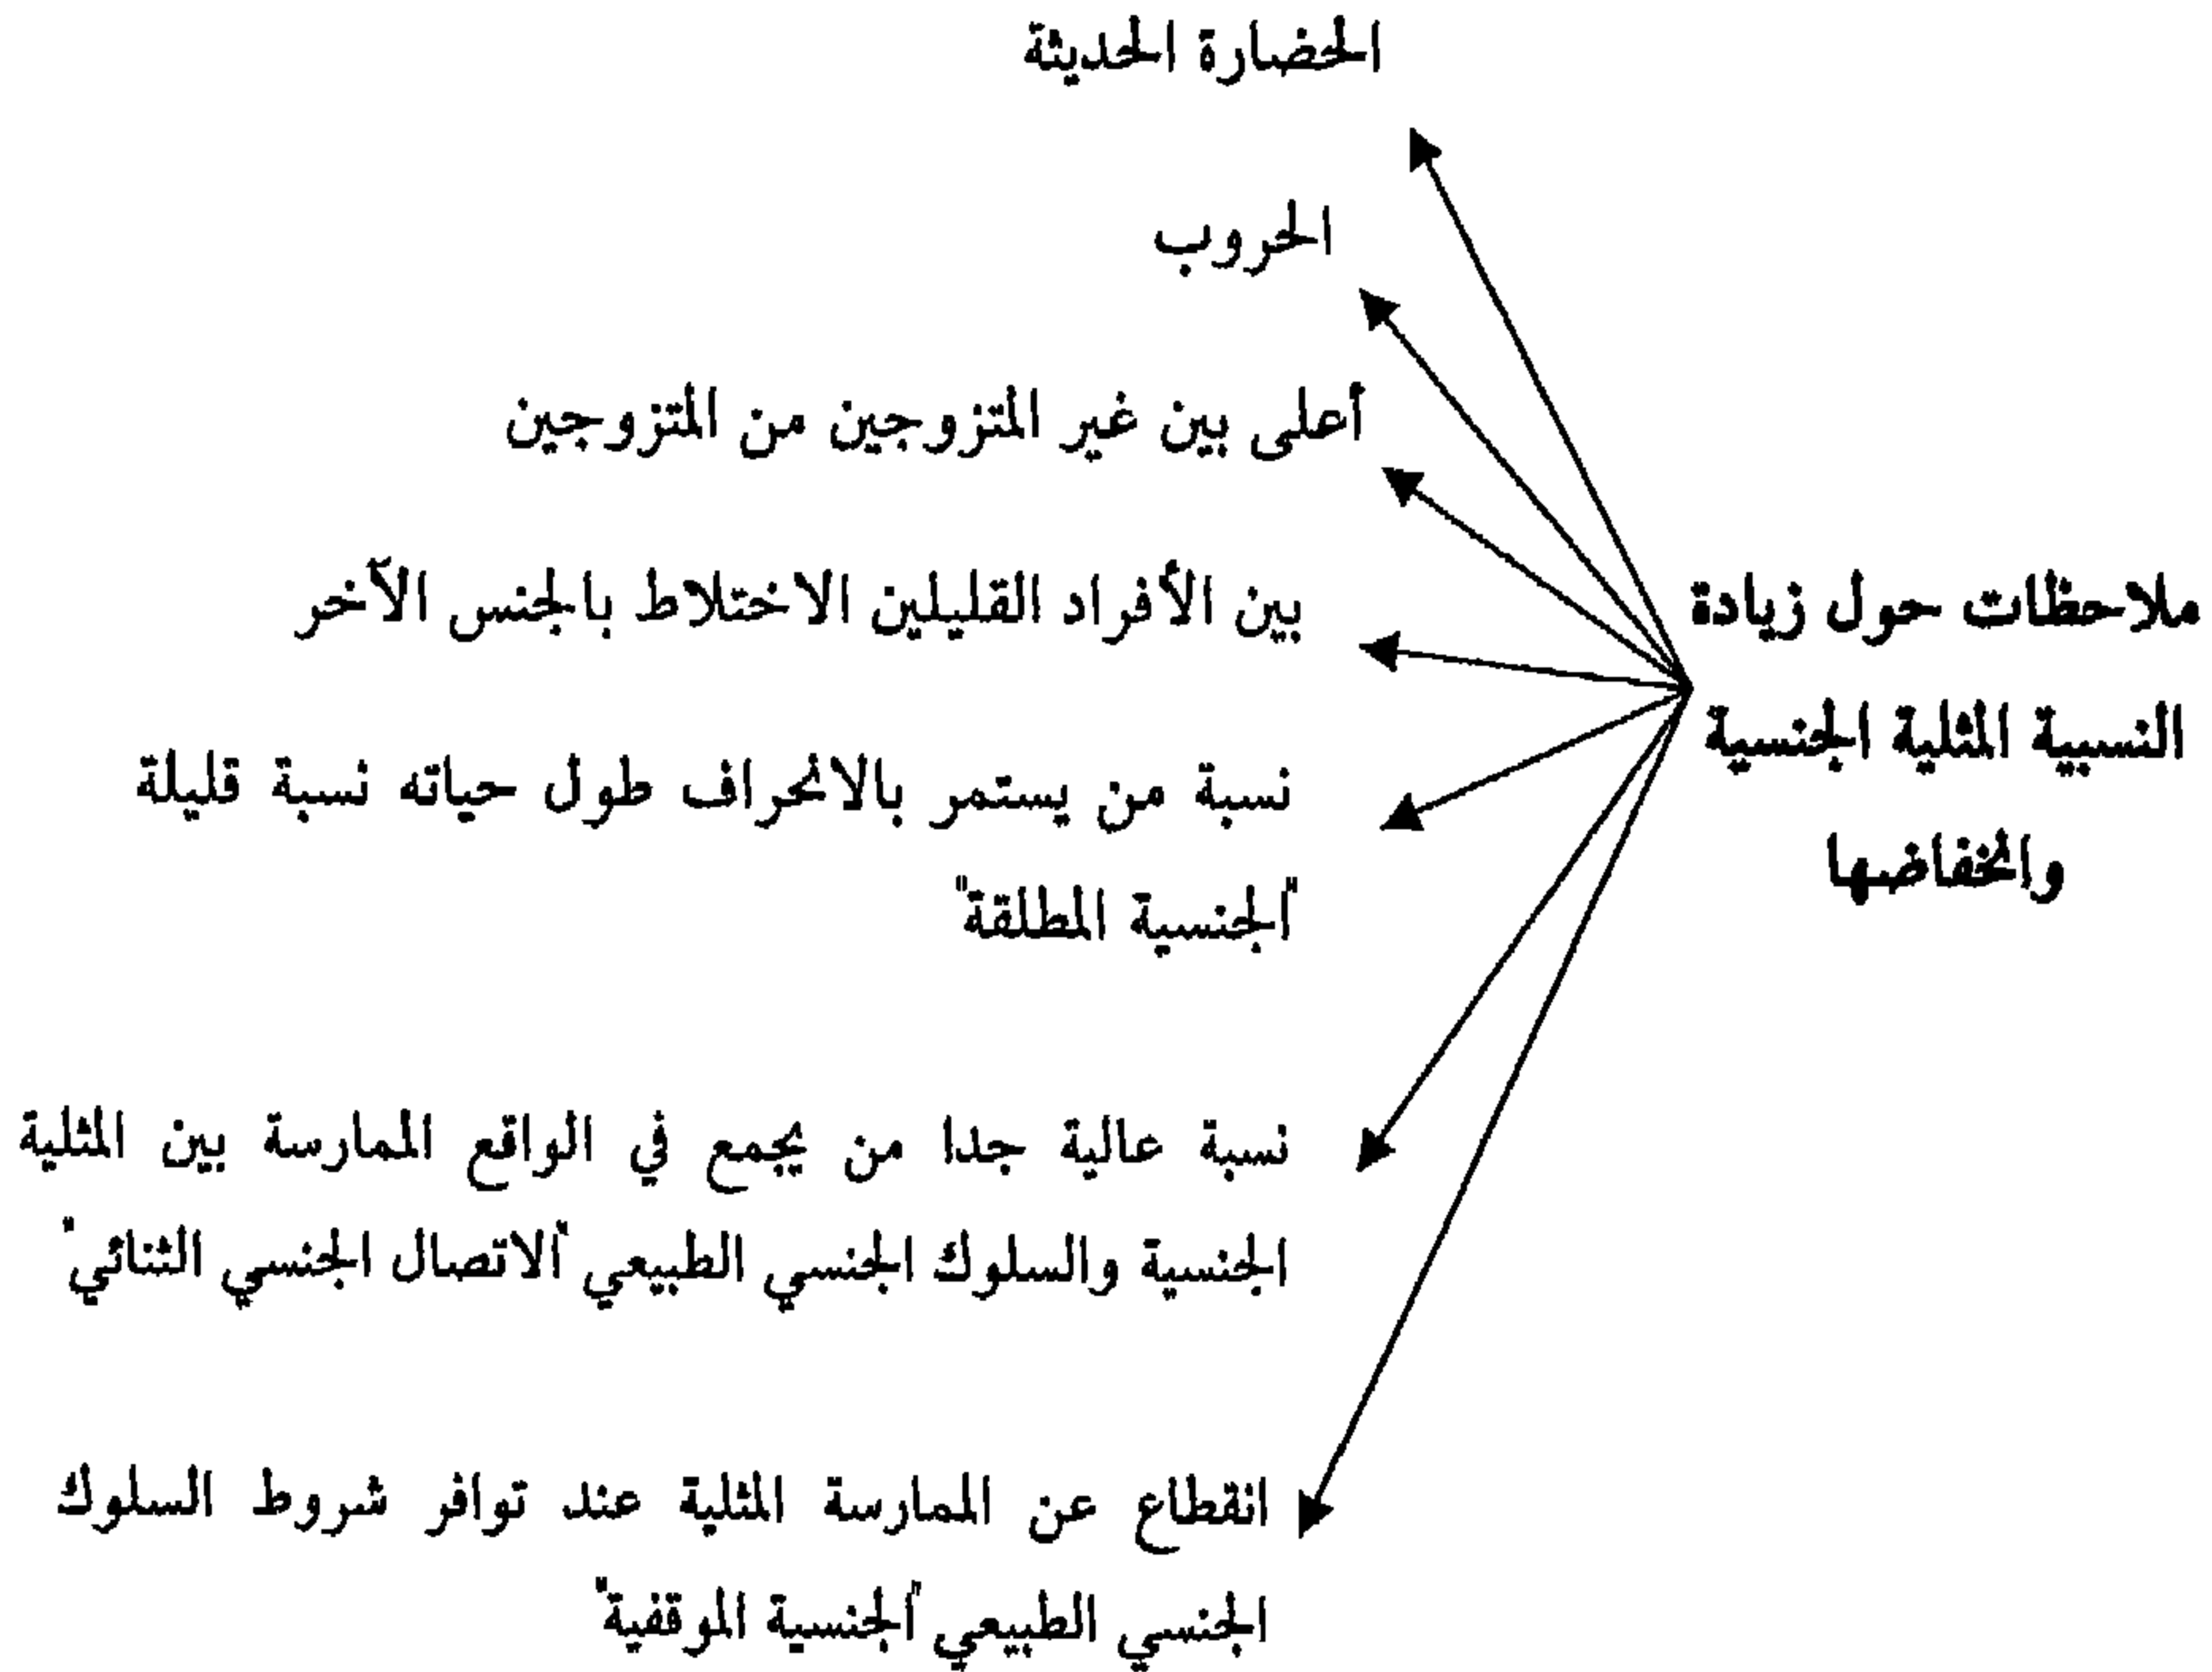 ملاحظات حول زيادة
النسبية المثلية الجنسية
وانخفاضها
الحضارة الحديثة
الحروب
أعلى بين غير المتزوجين من المتزوجين
بين الأفراد القليلين الاختلاط بالجنس الآخر
نسبة من يستمر بالانحراف طول حياته نسبة قليلة
"الجنسية المطلقة"
نسبة عالية جدا من يجمع في الواقع الممارسة بين المثلية
الجنسية والسلوك الجنسي الطبيعي "الاتصال الجنسي الثنائي"
انقطاع عن الممارسة المثلية عند توافر شروط السلوك
الجنسي الطبيعي "الجنسية الموقفية"